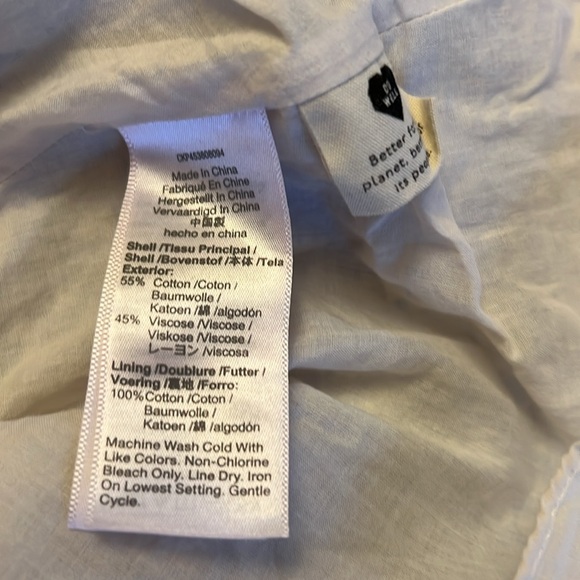 Made In China
Fabriqué En Chine
Hergestellt In China
Vervaardigd In China
中国製
hecho en china
Shell /Tissu Principal /
Shell /Bovenstof /本体 /Tela
Exterior:
55% Cotton /Coton /
Baumwolle /
Katoen /綿 /algodón
45% Viscose /Viscose /
Viskose /Viscose /
レーヨン /viscosa
Lining /Doublure /Futter /
Voering /裏地 /Forro:
100% Cotton /Coton /
Baumwolle /
Katoen /綿 /algodón
Machine Wash Cold With
Like Colors. Non-Chlorine
Bleach Only. Line Dry. Iron
On Lowest Setting. Gentle
Cycle.
DO
WELL
Better
planet,
its